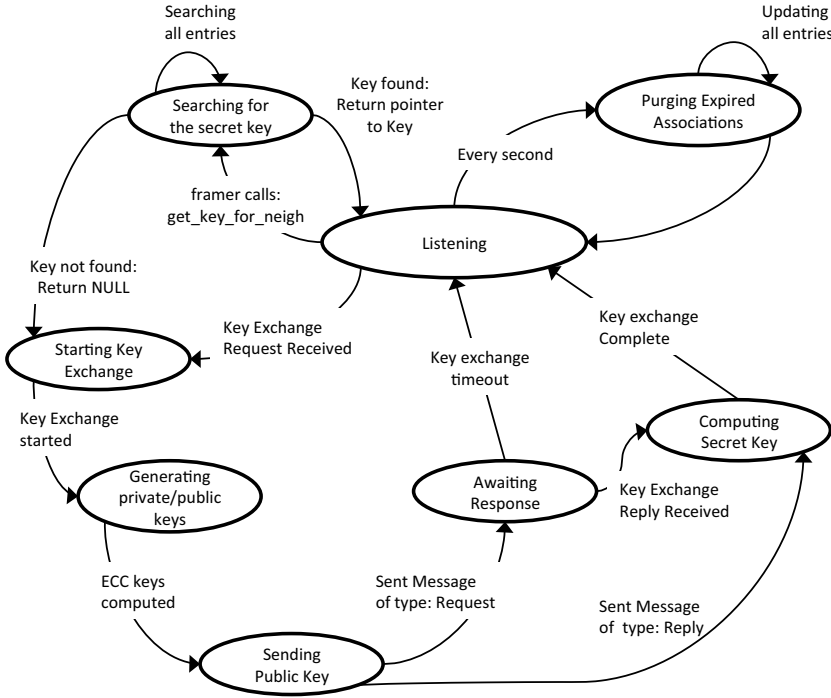 Searching
all entries
Updating
all entries
Searching for
the secret key
Key found:
Return pointer
to Key
Purging Expired
Associations
Every second
framer calls:
get_key_for_neigh
Listening
Key not found:
Return NULL
Key Exchange
Request Received
Key exchange
Complete
Starting Key
Exchange
Key exchange
timeout
Key Exchange
started
Computing
Secret Key
Generating
private/public
keys
Awaiting
Response
Key Exchange
Reply Received
ECC keys
computed
Sent Message
of type: Request
Sent Message
of type: Reply
Sending
Public Key